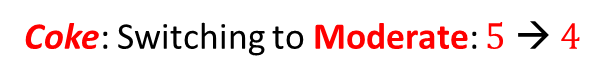 Coke: Switching to Moderate: 5 → 4